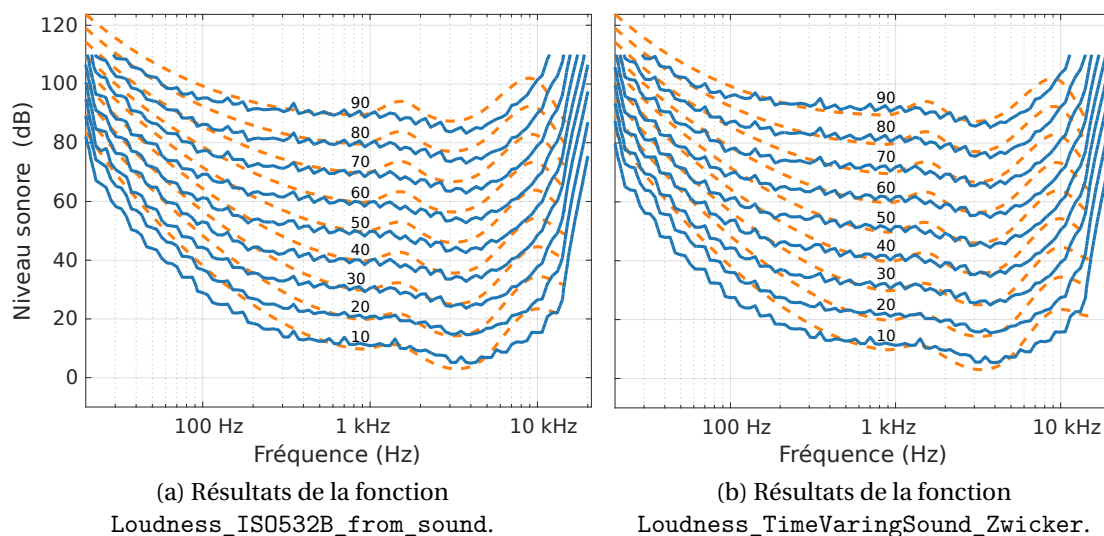 120
100
80
60
40
20
0
Niveau sonore (dB)
90
80
70
60
50
40
30
20
10
100 Hz
1 kHz
10 kHz
Fréquence (Hz)
(a) Résultats de la fonction
Loudness_ISO532B_from_sound.
90
80
70
60
50
40
30
20
10
100 Hz
1 kHz
10 kHz
Fréquence (Hz)
(b) Résultats de la fonction
Loudness_TimeVaringSound_Zwicker.